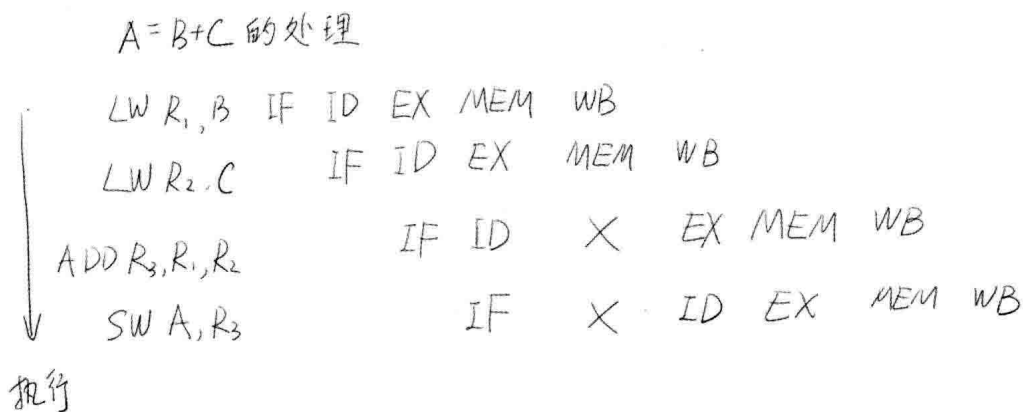 A=B+C 的处理
LW R₁,B IF ID EX MEM WB
LW R₂.C IF ID EX MEM WB
ADD R₃,R₁,R₂ IF ID X EX MEM WB
SW A,R₃ IF X ID EX MEM WB
执行